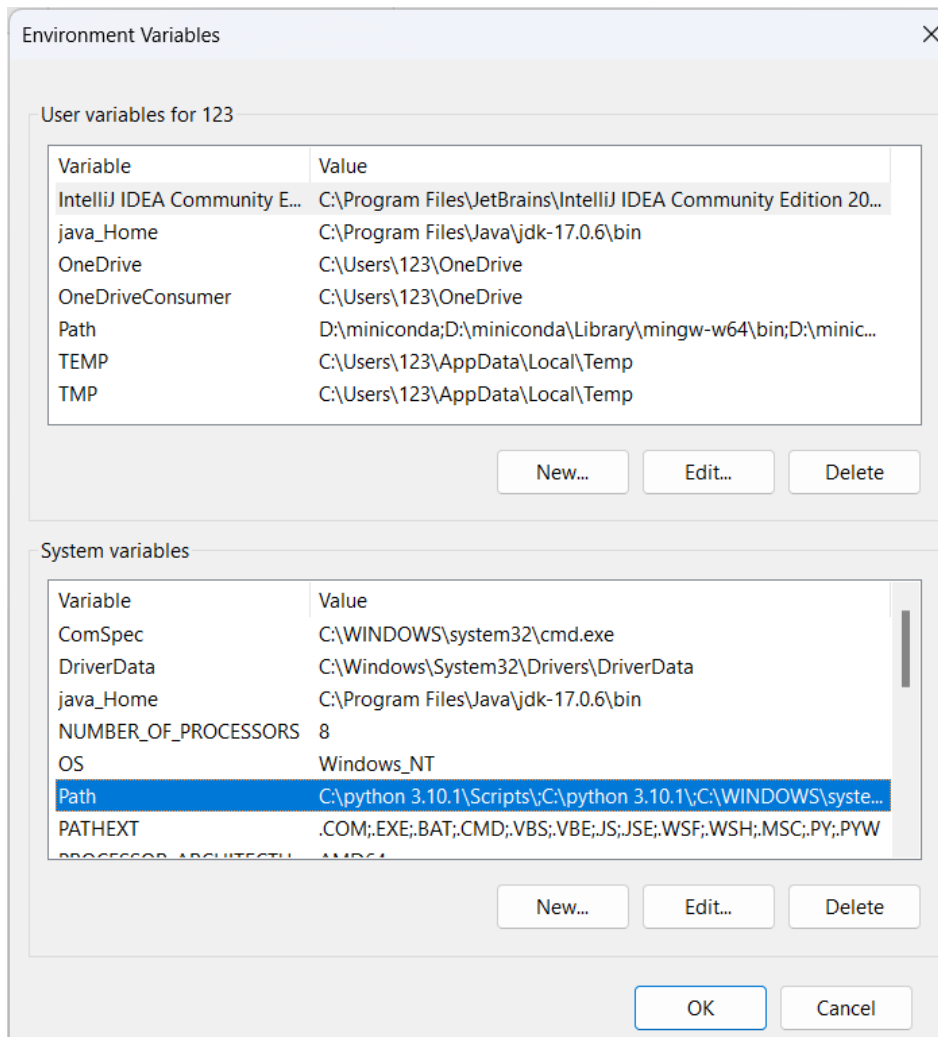 Environment Variables
User variables for 123
Variable Value
IntelliJ IDEA Community E... C:\Program Files\JetBrains\IntelliJ IDEA Community Edition 20...
java_Home C:\Program Files\Java\jdk-17.0.6\bin
OneDrive C:\Users\123\OneDrive
OneDriveConsumer C:\Users\123\OneDrive
Path D:\miniconda;D:\miniconda\Library\mingw-w64\bin;D:\minic...
TEMP C:\Users\123\AppData\Local\Temp
TMP C:\Users\123\AppData\Local\Temp
New... Edit... Delete
System variables
Variable Value
ComSpec C:\WINDOWS\system32\cmd.exe
DriverData C:\Windows\System32\Drivers\DriverData
java_Home C:\Program Files\Java\jdk-17.0.6\bin
NUMBER_OF_PROCESSORS 8
OS Windows_NT
Path C:\python 3.10.1\Scripts\;C:\python 3.10.1\;C:\WINDOWS\syste...
PATHEXT .COM;.EXE;.BAT;.CMD;.VBS;.VBE;.JS;.JSE;.WSF;.WSH;.MSC;.PY;.PYW
PROCESSOR_ARCHITECTU... AMD64
New... Edit... Delete
OK Cancel